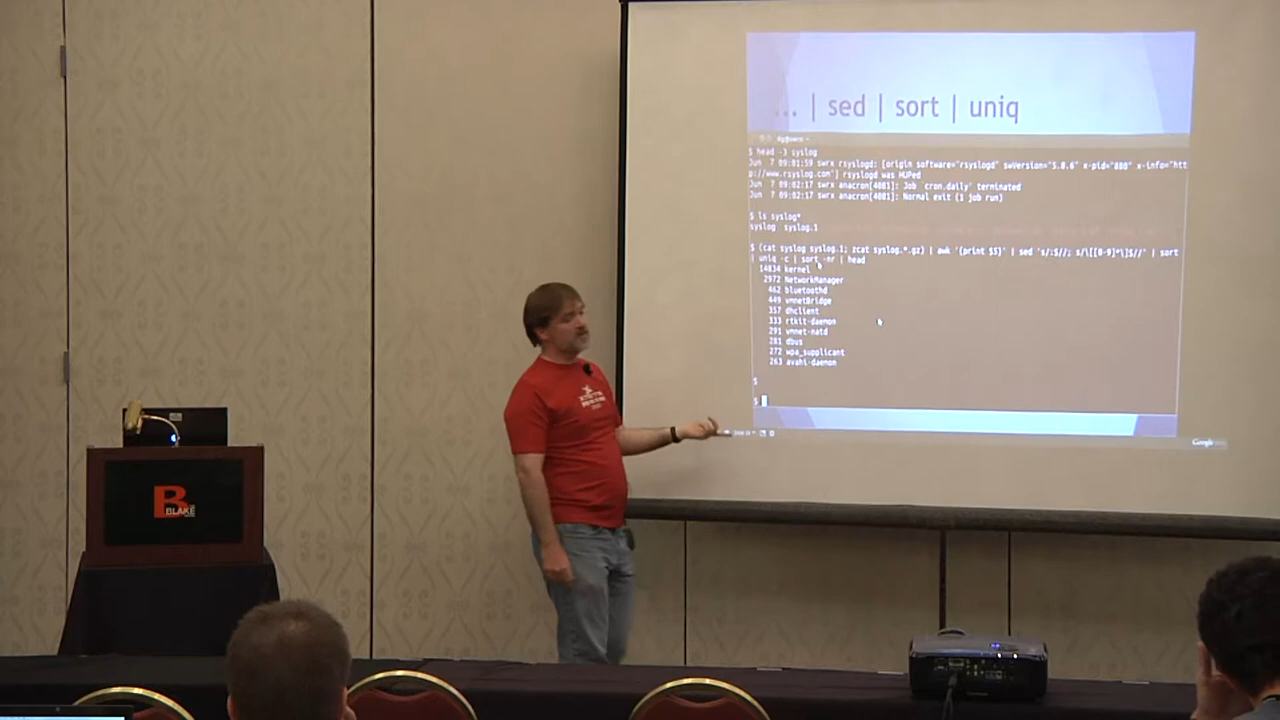 ... | sed | sort | uniq
$ head -3 syslog
Jun 7 09:01:59 swrx rsyslogd: [origin software="rsyslogd" swVersion="5.8.6" x-pid="880" x-info="htt
p://www.rsyslog.com"] rsyslogd was HUPed
Jun 7 09:02:17 swrx anacron[4081]: Job `cron.daily' terminated
Jun 7 09:02:17 swrx anacron[4081]: Normal exit (1 job run)
$ ls syslog*
syslog syslog.1
$ (cat syslog syslog.1; zcat syslog.*.gz) | awk '{print $5}' | sed 's/:$//; s/\[[0-9]*\]$//' | sort
| uniq -c | sort -nr | head
14834 kernel
2972 NetworkManager
462 bluetoothd
449 vmnetBridge
357 dhclient
333 rtkit-daemon
291 vmnet-natd
281 dbus
272 wpa_supplicant
263 avahi-daemon
$
$
Google
B
BLAKE